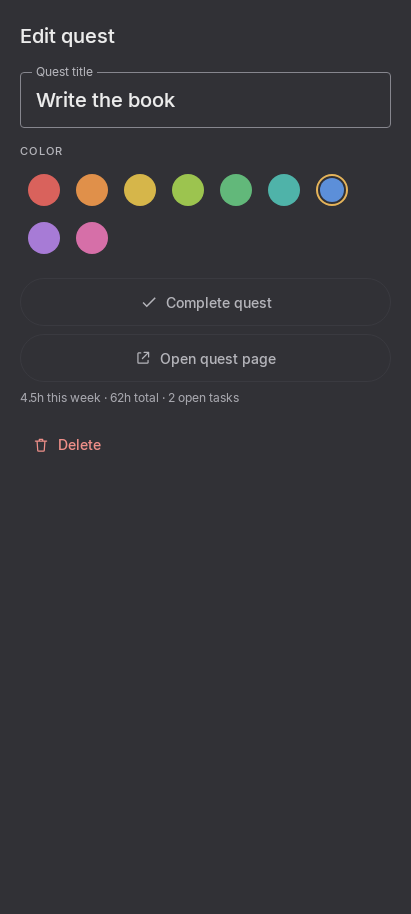 Edit quest
Quest title
Write the book
COLOR
Complete quest
Open quest page
4.5h this week · 62h total · 2 open tasks
Delete